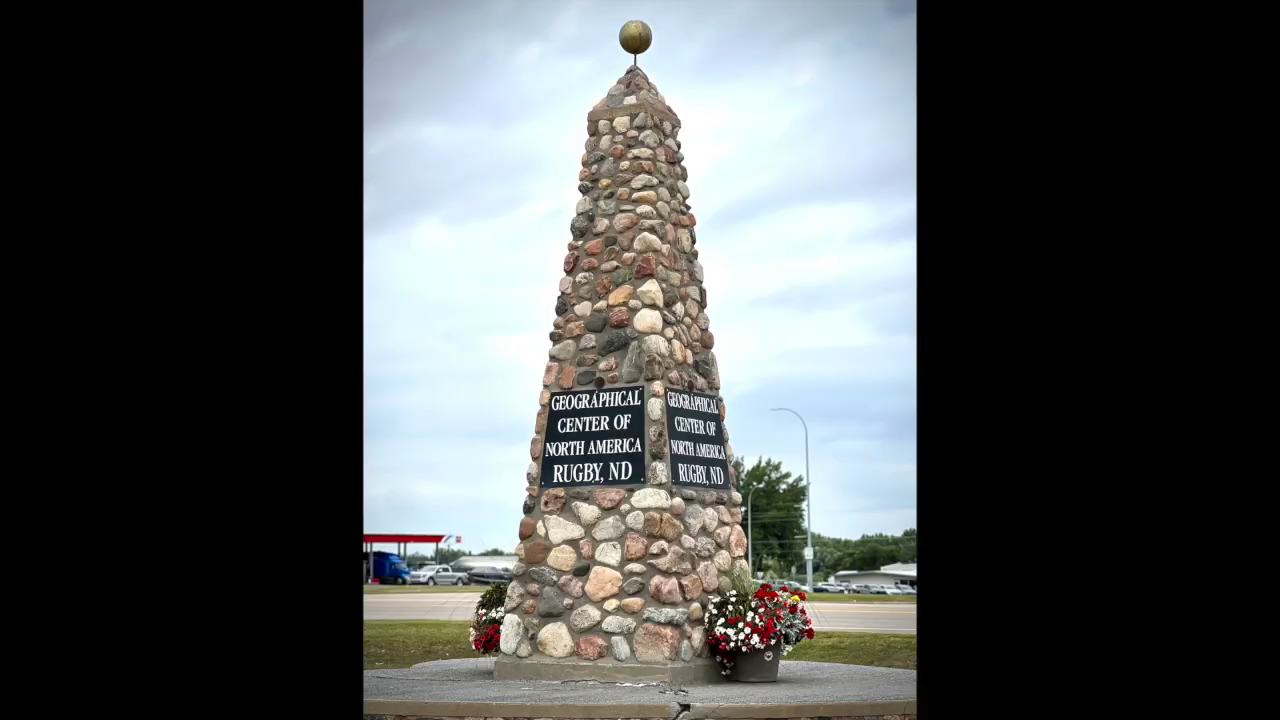 GEOGRAPHICAL
CENTER OF
NORTH AMERICA
RUGBY, ND
GEOGRAPHICAL
CENTER OF
NORTH AMERICA
RUGBY, ND